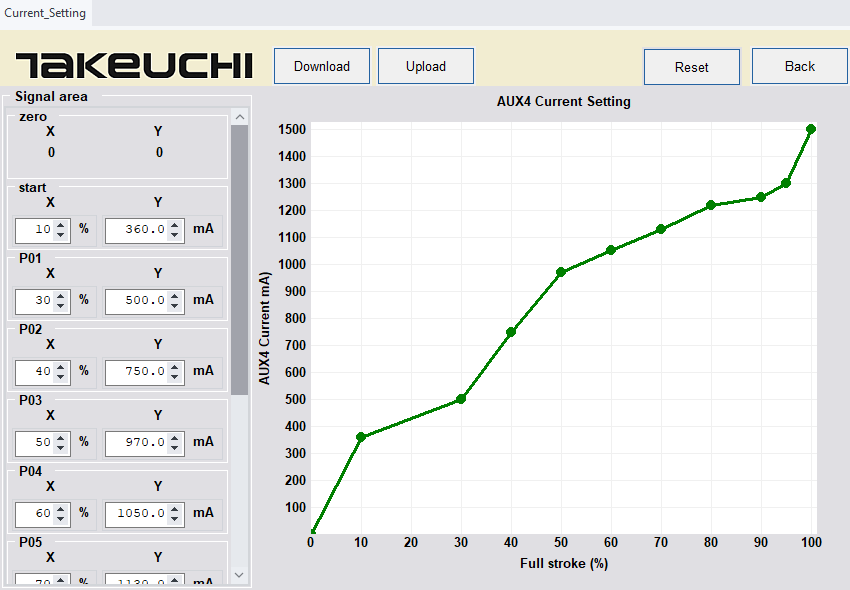 Current_Setting
TAKEUCHI
Download
Upload
Reset
Back
Signal area
zero
X Y
0 0
start
X Y
10 % 360.0 mA
P01
X Y
30 % 500.0 mA
P02
X Y
40 % 750.0 mA
P03
X Y
50 % 970.0 mA
P04
X Y
60 % 1050.0 mA
P05
X Y
70 % 1130.0 mA
AUX4 Current Setting
AUX4 Current mA)
1500
1400
1300
1200
1100
1000
900
800
700
600
500
400
300
200
100
0 10 20 30 40 50 60 70 80 90 100
Full stroke (%)